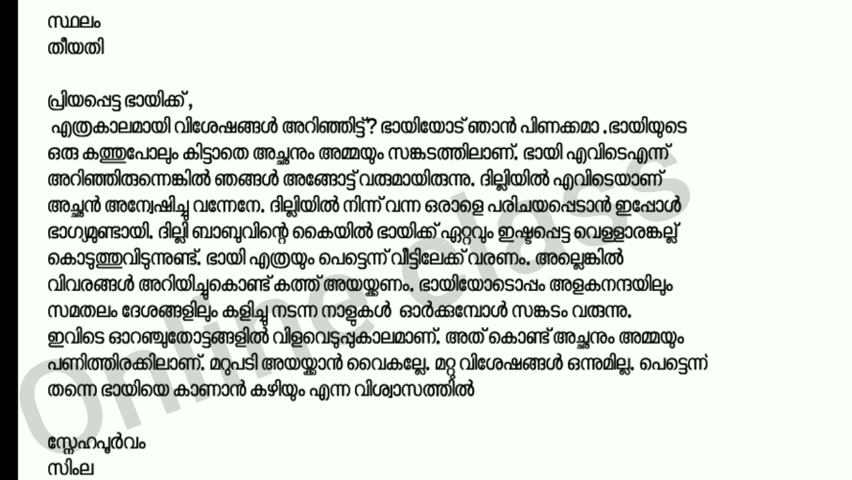 സ്ഥലം
തീയതി
പ്രിയപ്പെട്ട ഭായിക്ക് ,
എത്രകാലമായി വിശേഷങ്ങൾ അറിഞ്ഞിട്ട്? ഭായിയോട് ഞാൻ പിണക്കമാ .ഭായിയുടെ
ഒരു കത്തുപോലും കിട്ടാതെ അച്ഛനും അമ്മയും സങ്കടത്തിലാണ്. ഭായി എവിടെഎന്ന്
അറിഞ്ഞിരുന്നെങ്കിൽ ഞങ്ങൾ അങ്ങോട്ട് വരുമായിരുന്നു. ദില്ലിയിൽ എവിടെയാണ്
അച്ഛൻ അന്വേഷിച്ചു വന്നേനേ. ദില്ലിയിൽ നിന്ന് വന്ന ഒരാളെ പരിചയപ്പെടാൻ ഇപ്പോൾ
ഭാഗ്യമുണ്ടായി. ദില്ലി ബാബുവിന്റെ കൈയിൽ ഭായിക്ക് ഏറ്റവും ഇഷ്ടപ്പെട്ട വെള്ളാരങ്കല്ല്
കൊടുത്തുവിടുന്നുണ്ട്. ഭായി എത്രയും പെട്ടെന്ന് വീട്ടിലേക്ക് വരണം. അല്ലെങ്കിൽ
വിവരങ്ങൾ അറിയിച്ചുകൊണ്ട് കത്ത് അയയ്ക്കണം. ഭായിയോടൊപ്പം അളകനന്ദയിലും
സമതലം ദേശങ്ങളിലും കളിച്ചു നടന്ന നാളുകൾ ഓർക്കുമ്പോൾ സങ്കടം വരുന്നു.
ഇവിടെ ഓറഞ്ചുതോട്ടങ്ങളിൽ വിളവെടുപ്പുകാലമാണ്. അത് കൊണ്ട് അച്ഛനും അമ്മയും
പണിത്തിരക്കിലാണ്. മറുപടി അയയ്ക്കാൻ വൈകല്ലേ. മറ്റു വിശേഷങ്ങൾ ഒന്നുമില്ല. പെട്ടെന്ന്
തന്നെ ഭായിയെ കാണാൻ കഴിയും എന്ന വിശ്വാസത്തിൽ
സ്നേഹപൂർവം
സിംല
Online class